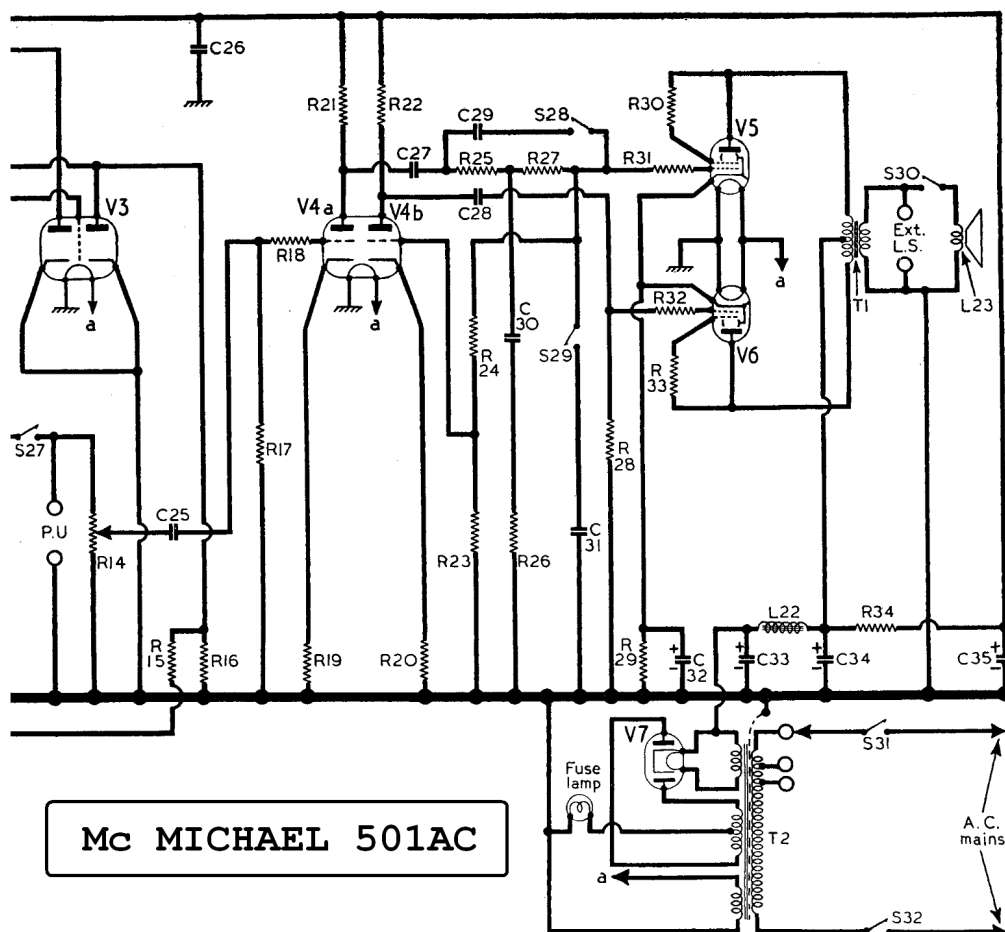 C26
R21
R22
C29
S28
R30
V5
C27
R25
R27
R31
S30
V3
V4a
V4b
C28
Ext.
L.S.
R18
a
a
a
T1
L23
C
30
R32
S29
V6
R
24
R
33
S27
R17
R
28
C25
P.U
R14
R23
R26
C
31
L22
R34
R
15
R16
R19
R20
R
29
C
32
C33
C34
C35
+
-
+
-
+
-
+
-
V7
S31
Fuse
lamp
A.C.
mains
T2
Mc MICHAEL 501AC
a
S32